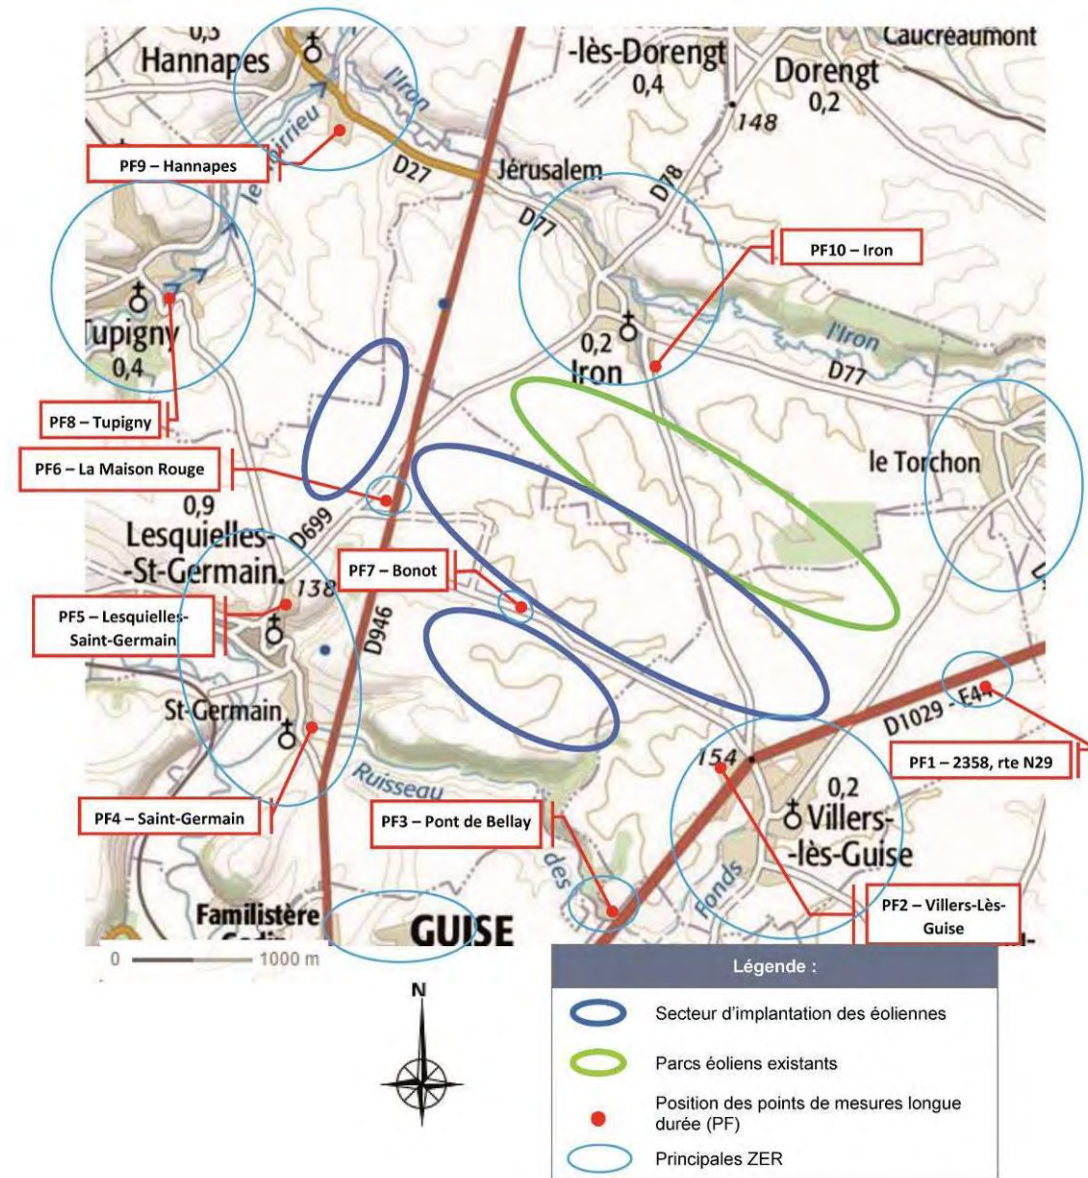 0,3
Hannapes
-lès-Dorengt
0,4
Caucréaumont
Dorengt
0,2
l'Iron
148
PF9 – Hannapes
D27
Jérusalem
D78
D77
PF10 – Iron
Tupigny
0,4
0,2
Iron
l'Iron
D77
PF8 – Tupigny
PF6 – La Maison Rouge
le Torchon
0,9
Lesquielles-
-St-Germain
D699
138
PF7 – Bonot
PF5 – Lesquielles-
Saint-Germain
D946
St-Germain
D1029 - E44
154
PF1 – 2358, rte N29
Ruisseau
0,2
Villers-
-lès-Guise
PF4 – Saint-Germain
PF3 – Pont de Bellay
des
Fonds
PF2 – Villers-Lès-
Guise
Familistère
GUISE
0 1000 m
N
Légende :
Secteur d'implantation des éoliennes
Parcs éoliens existants
Position des points de mesures longue
durée (PF)
Principales ZER